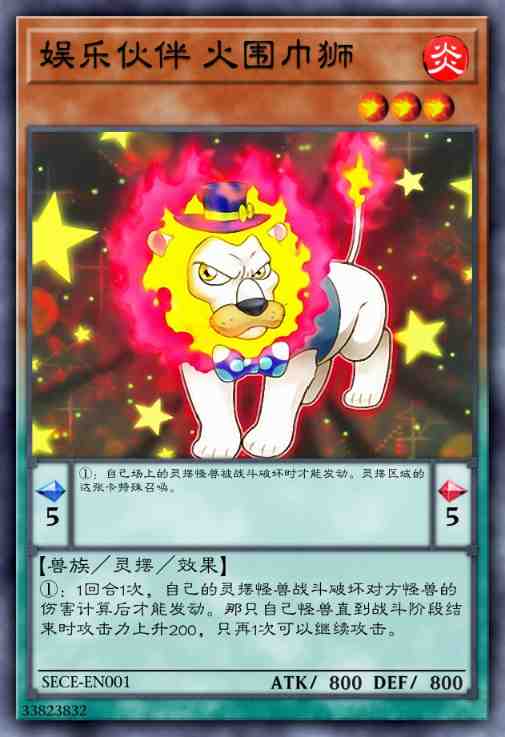 娱乐伙伴 火围巾狮
炎
①：自己场上的灵摆怪兽被战斗破坏时才能发动。灵摆区域的
这张卡特殊召唤。
5
5
【兽族／灵摆／效果】
①：1回合1次，自己的灵摆怪兽战斗破坏对方怪兽的
伤害计算后才能发动。那只自己怪兽直到战斗阶段结
束时攻击力上升200，只再1次可以继续攻击。
SECE-EN001 ATK/ 800 DEF/ 800
33823832